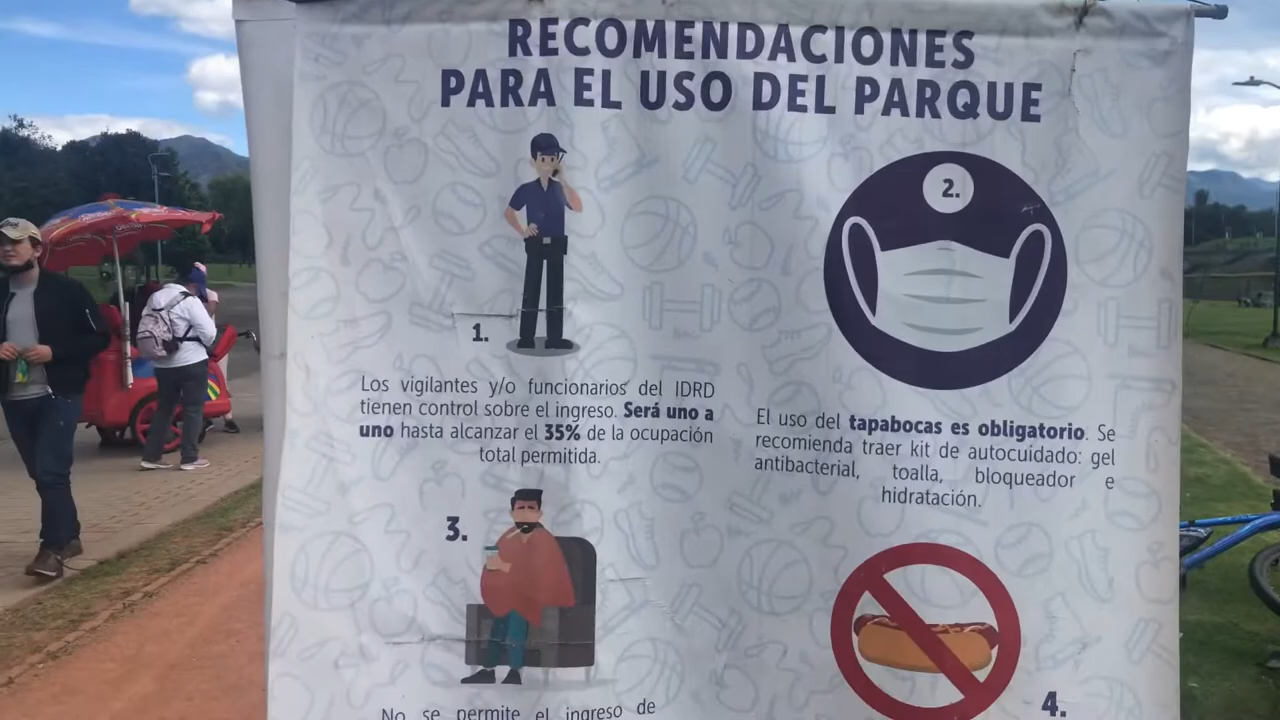 RECOMENDACIONES
PARA EL USO DEL PARQUE
1.
Los vigilantes y/o funcionarios del IDRD
tienen control sobre el ingreso. Será uno a
uno hasta alcanzar el 35% de la ocupación
total permitida.
2.
El uso del tapabocas es obligatorio. Se
recomienda traer kit de autocuidado: gel
antibacterial, toalla, bloqueador e
hidratación.
3.
No se permite el ingreso de
4.